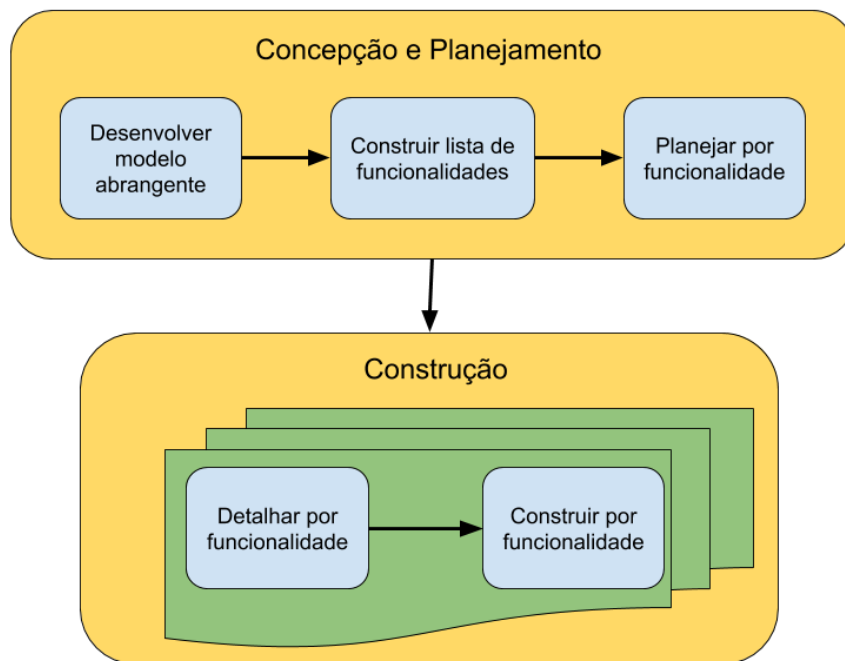 Concepção e Planejamento
Desenvolver
modelo
abrangente
Construir lista de
funcionalidades
Planejar por
funcionalidade
Construção
Detalhar por
funcionalidade
Construir por
funcionalidade